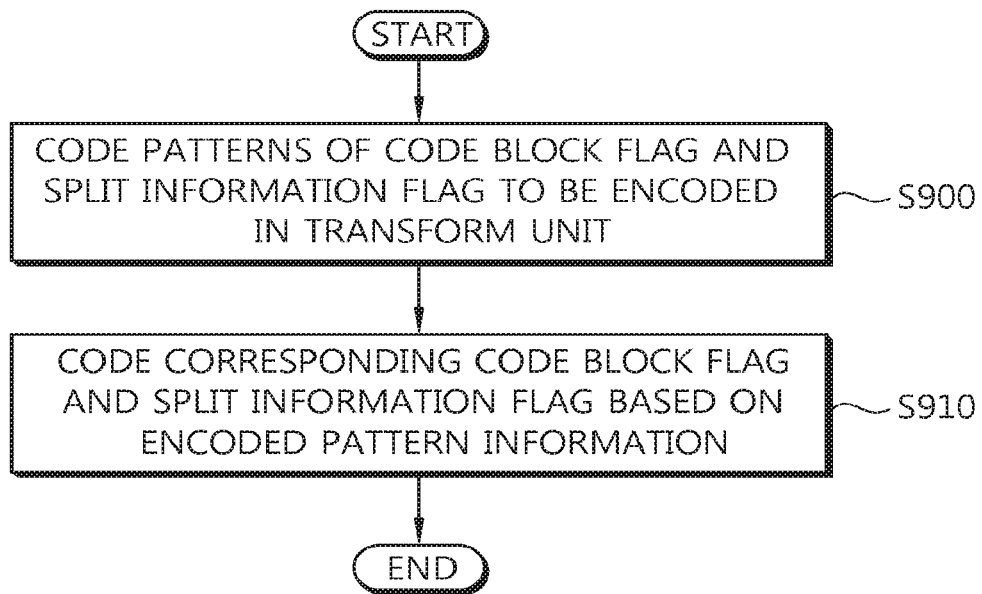 START
CODE PATTERNS OF CODE BLOCK FLAG AND
SPLIT INFORMATION FLAG TO BE ENCODED
IN TRANSFORM UNIT
S900
CODE CORRESPONDING CODE BLOCK FLAG
AND SPLIT INFORMATION FLAG BASED ON
ENCODED PATTERN INFORMATION
S910
END